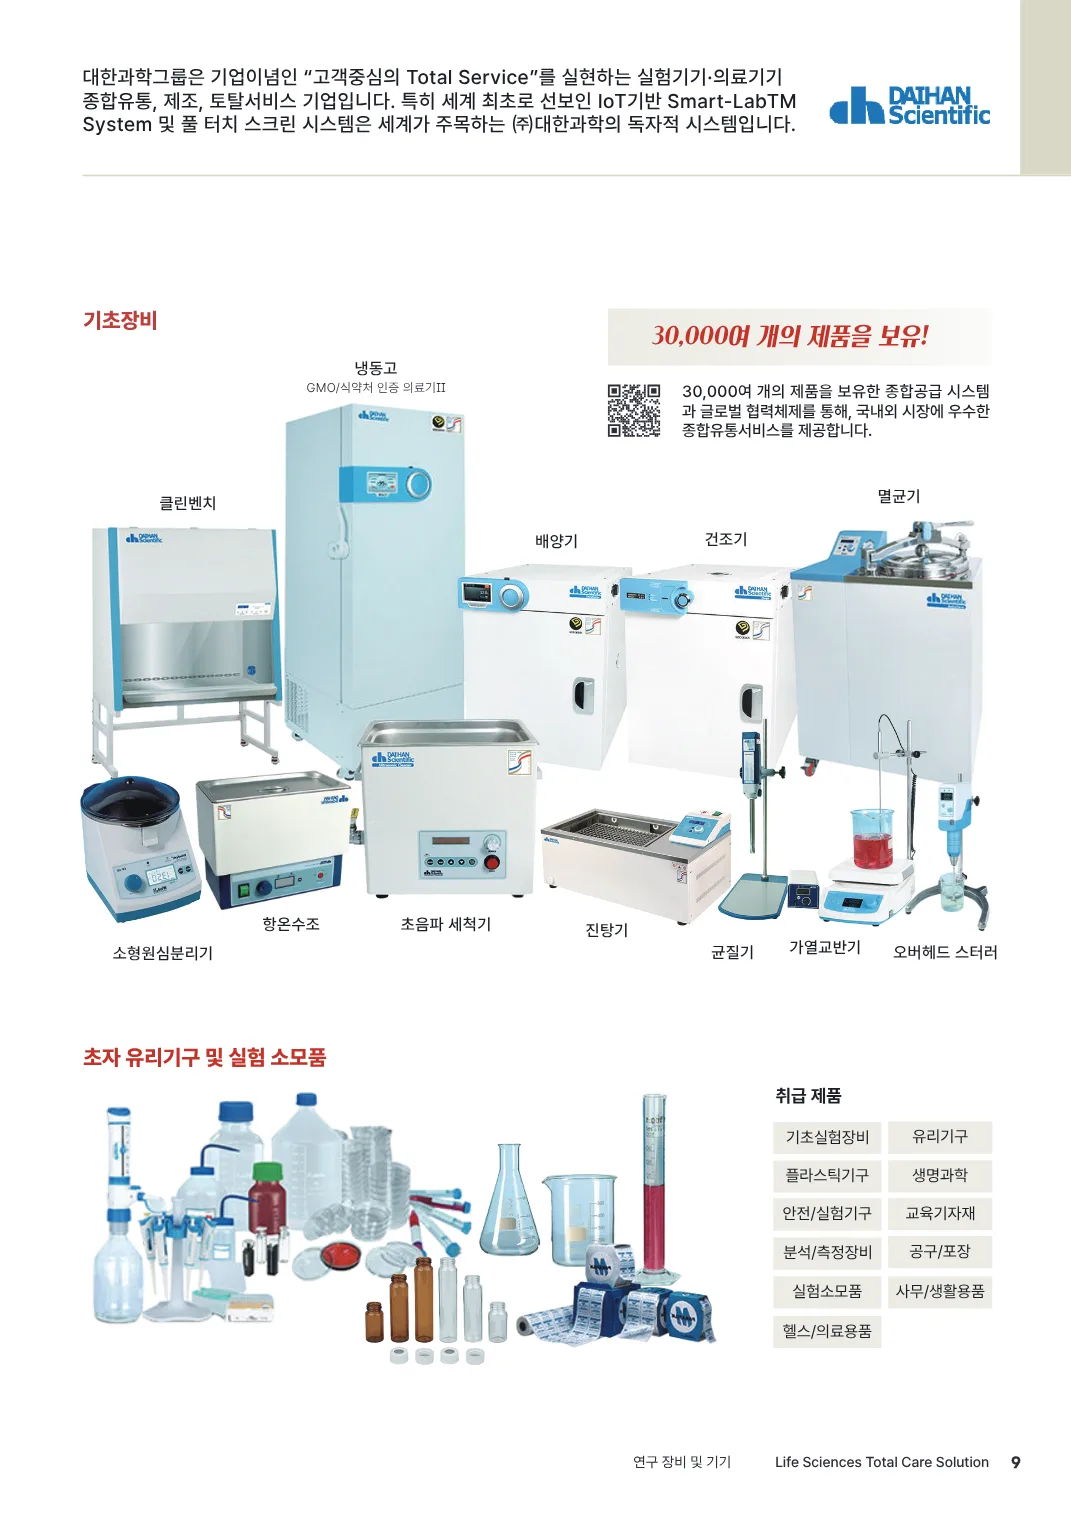 대한과학그룹은 기업이념인 “고객중심의 Total Service”를 실현하는 실험기기·의료기기
종합유통, 제조, 토탈서비스 기업입니다. 특히 세계 최초로 선보인 IoT기반 Smart-LabTM
System 및 풀 터치 스크린 시스템은 세계가 주목하는 ㈜대한과학의 독자적 시스템입니다.
DAIHAN
Scientific
기초장비
30,000여 개의 제품을 보유!
30,000여 개의 제품을 보유한 종합공급 시스템
과 글로벌 협력체제를 통해, 국내외 시장에 우수한
종합유통서비스를 제공합니다.
냉동고
GMO/식약처 인증 의료기II
클린벤치
배양기
건조기
멸균기
DAIHAN
Scientific
DAIHAN
Scientific
DAIHAN
Scientific
DAIHAN
Scientific
DAIHAN
Scientific
DAIHAN
Scientific
소형원심분리기
항온수조
초음파 세척기
진탕기
균질기
가열교반기
오버헤드 스터러
초자 유리기구 및 실험 소모품
취급 제품
기초실험장비
유리기구
플라스틱기구
생명과학
안전/실험기구
교육기자재
분석/측정장비
공구/포장
실험소모품
사무/생활용품
헬스/의료용품
연구 장비 및 기기
Life Sciences Total Care Solution
9